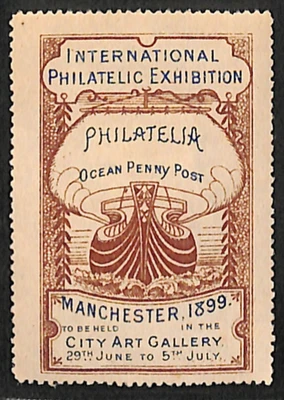 INTERNATIONAL
PHILATELIC EXHIBITION
PHILATELIA
OCEAN PENNY POST
MANCHESTER, 1899.
TO BE HELD IN THE
CITY ART GALLERY.
29TH JUNE TO 5TH JULY.